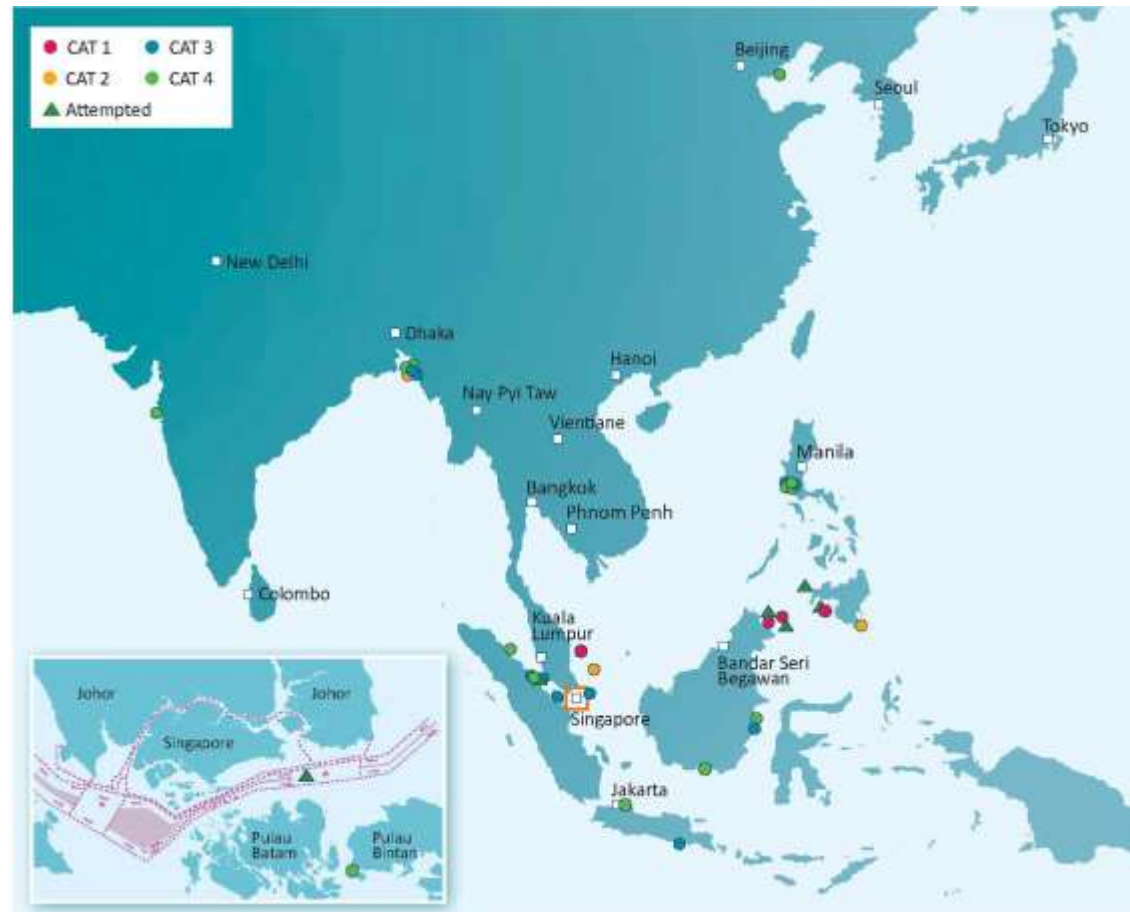 CAT 1
CAT 3
CAT 2
CAT 4
Attempted
Beijing
Seoul
Tokyo
New Delhi
Dhaka
Hanoi
Nay Pyi Taw
Vientiane
Manila
Bangkok
Phnom Penh
Colombo
Kuala
Lumpur
Bandar Seri
Begawan
Singapore
Jakarta
Johor
Johor
Singapore
Pulau
Batam
Pulau
Bintan